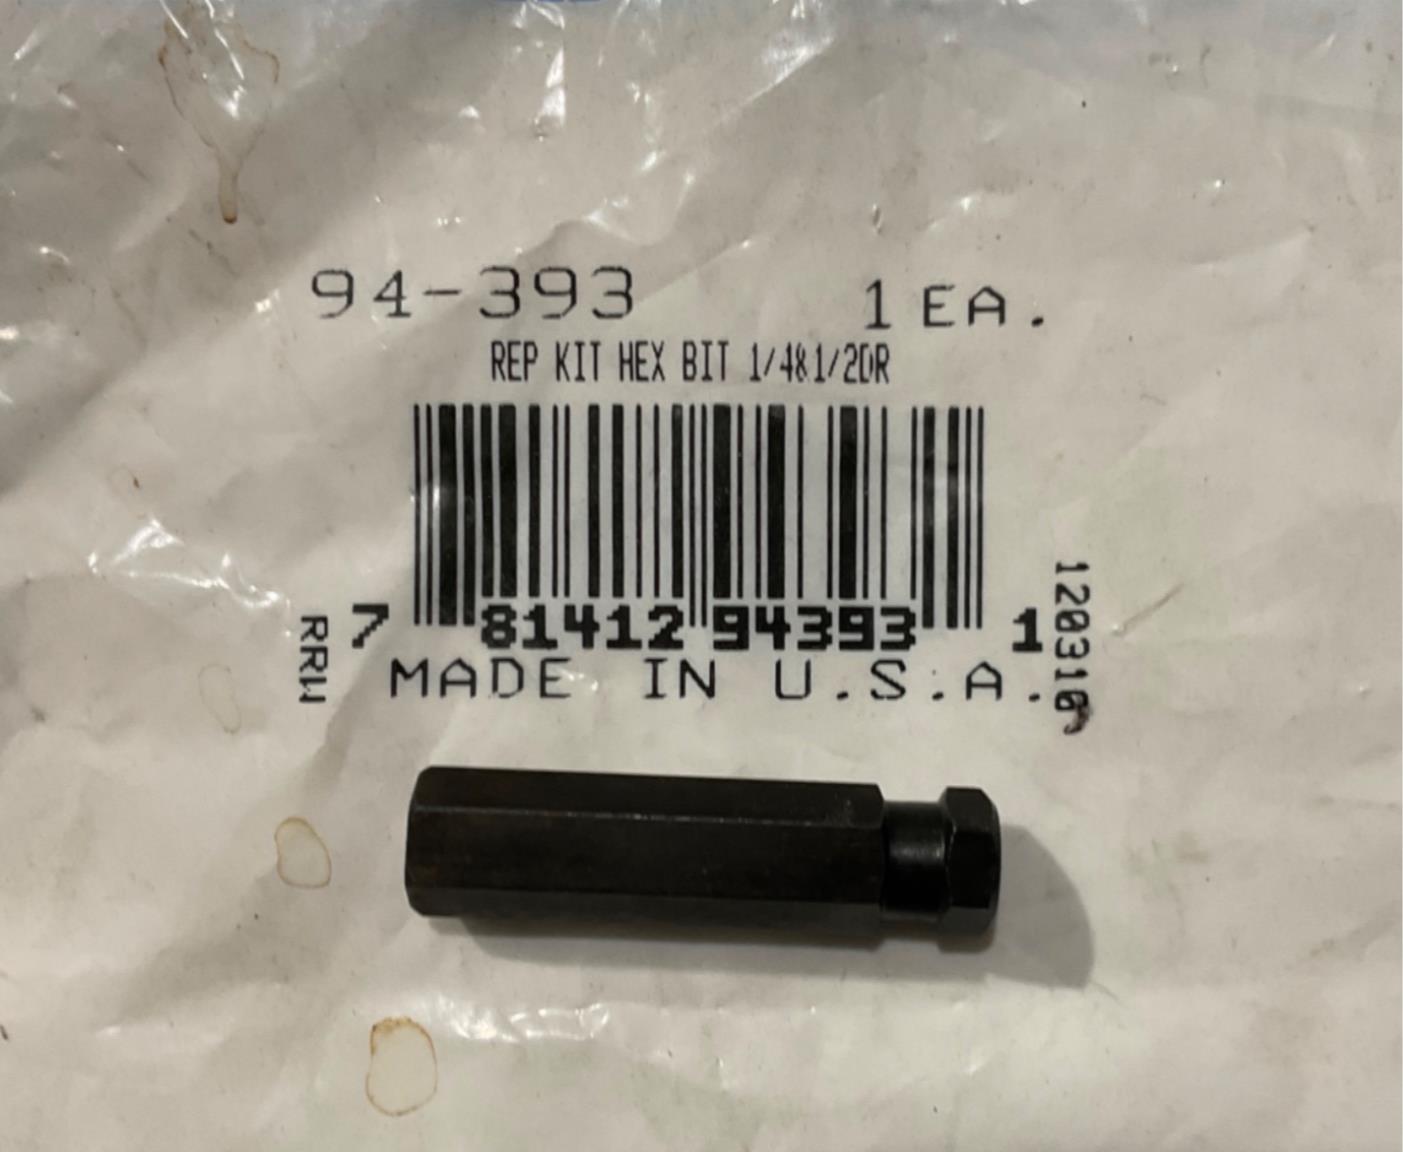 94-393 1 EA.
REP KIT HEX BIT 1/4&1/2DR
7 81412 94393 1
RRW
120310
MADE IN U.S.A.